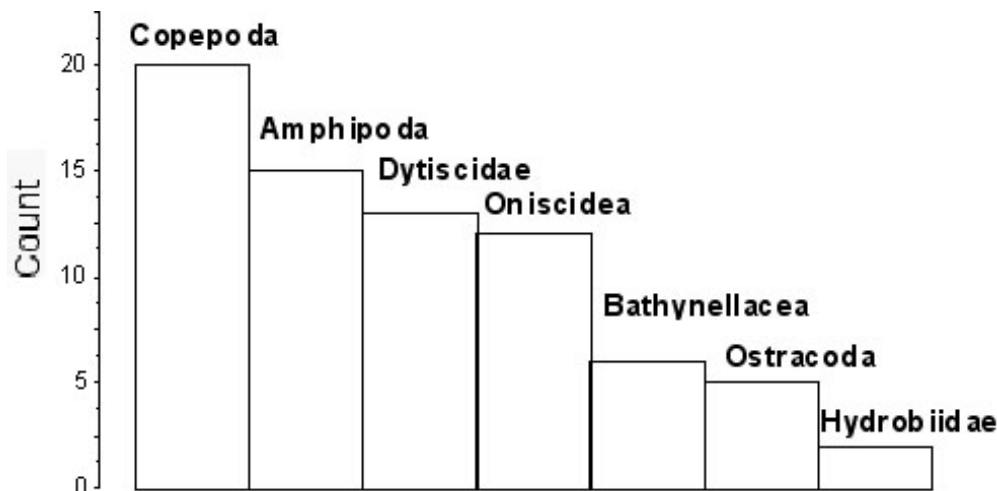 Copepoda
20
Amphipoda
15
Dytiscidae
Oniscidea
Count
10
Bathynellacea
Ostracoda
5
Hydrobiidae
0